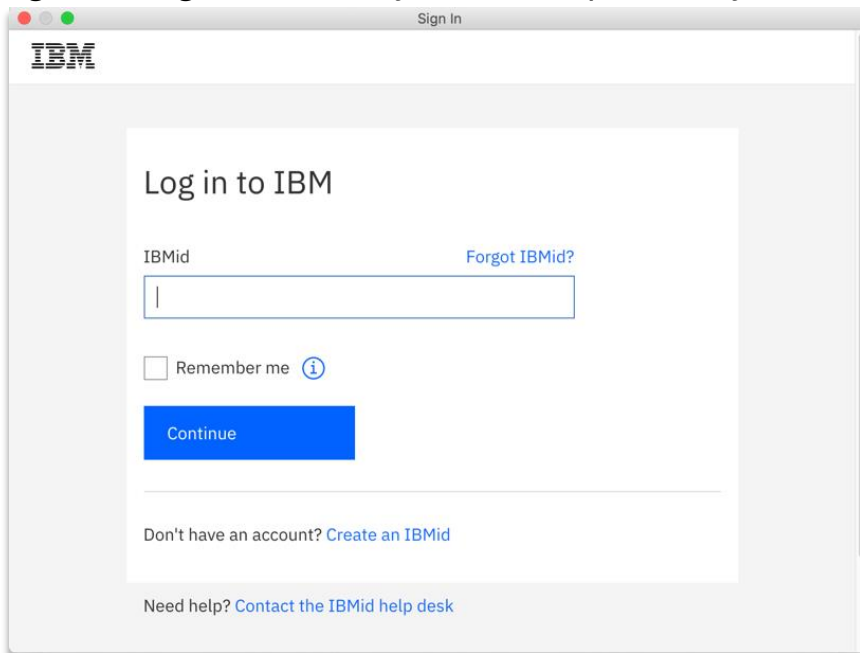 Sign In
IBM
Log in to IBM
IBMid Forgot IBMid?
Remember me
Continue
Don't have an account? Create an IBMid
Need help? Contact the IBMid help desk